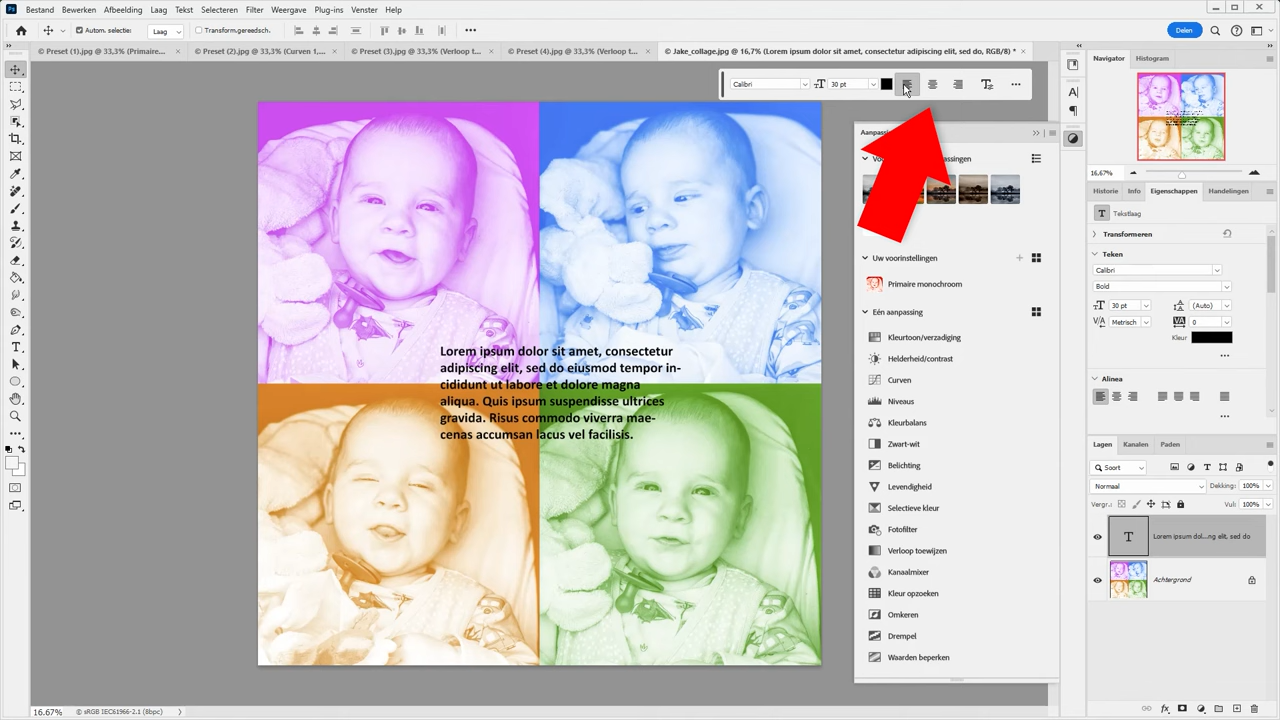 Ps Bestand Bewerken Afbeelding Laag Tekst Selecteren Filter Weergave Plug-ins Venster Help
Autom. selectie: Laag Transform.gereedsch. Delen
© Preset (1).jpg @ 33,3% (Primaire... × © Preset (2).jpg @ 33,3% (Curven 1,... × © Preset (3).jpg @ 33,3% (Verloop t... × © Preset (4).jpg @ 33,3% (Verloop t... × © Jake_collage.jpg @ 16,7% (Lorem ipsum dolor sit amet, consectetur adipiscing elit, sed do, RGB/8) * ×
Calibri 30 pt
Lorem ipsum dolor sit amet, consectetur
adipiscing elit, sed do eiusmod tempor in-
cididunt ut labore et dolore magna
aliqua. Quis ipsum suspendisse ultrices
gravida. Risus commodo viverra mae-
cenas accumsan lacus vel facilisis.
Uw voorinstellingen
Primaire monochroom
Eén aanpassing
Kleurtoon/verzadiging
Helderheid/contrast
Curven
Niveaus
Kleurbalans
Zwart-wit
Belichting
Levendigheid
Selectieve kleur
Fotofilter
Verloop toewijzen
Kanaalmixer
Kleur opzoeken
Omkeren
Drempel
Waarden beperken
Navigator Histogram
16.67%
Historie Info Eigenschappen Handelingen
T Tekstlaag
Transformeren
Teken
Calibri
Bold
30 pt (Auto)
Metrisch 0
Kleur
Alinea
Lagen Kanalen Paden
Soort
Normaal Dekking: 100%
Vergr.: Vul: 100%
T Lorem ipsum dol...ng elit, sed do
Achtergrond
16.67% © sRGB IEC61966-2.1 (8bpc)